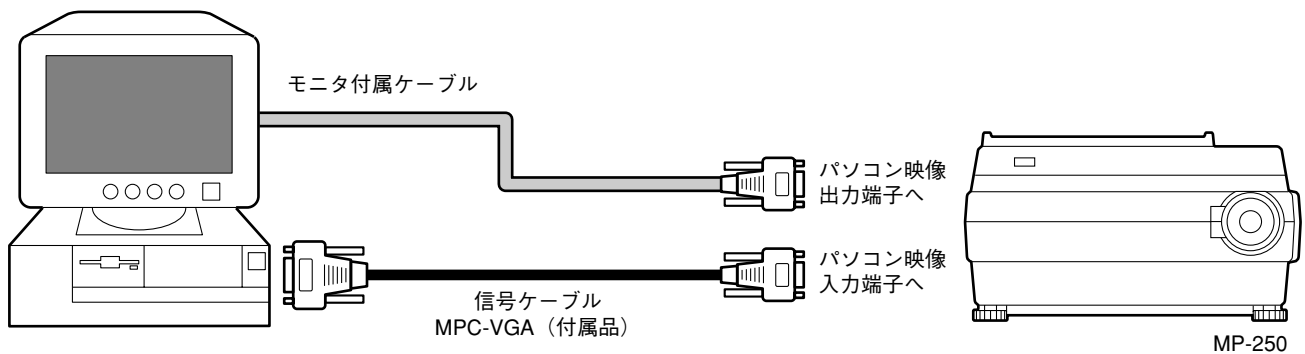 モニタ付属ケーブル
パソコン映像
出力端子へ
パソコン映像
入力端子へ
信号ケーブル
MPC-VGA（付属品）
MP-250